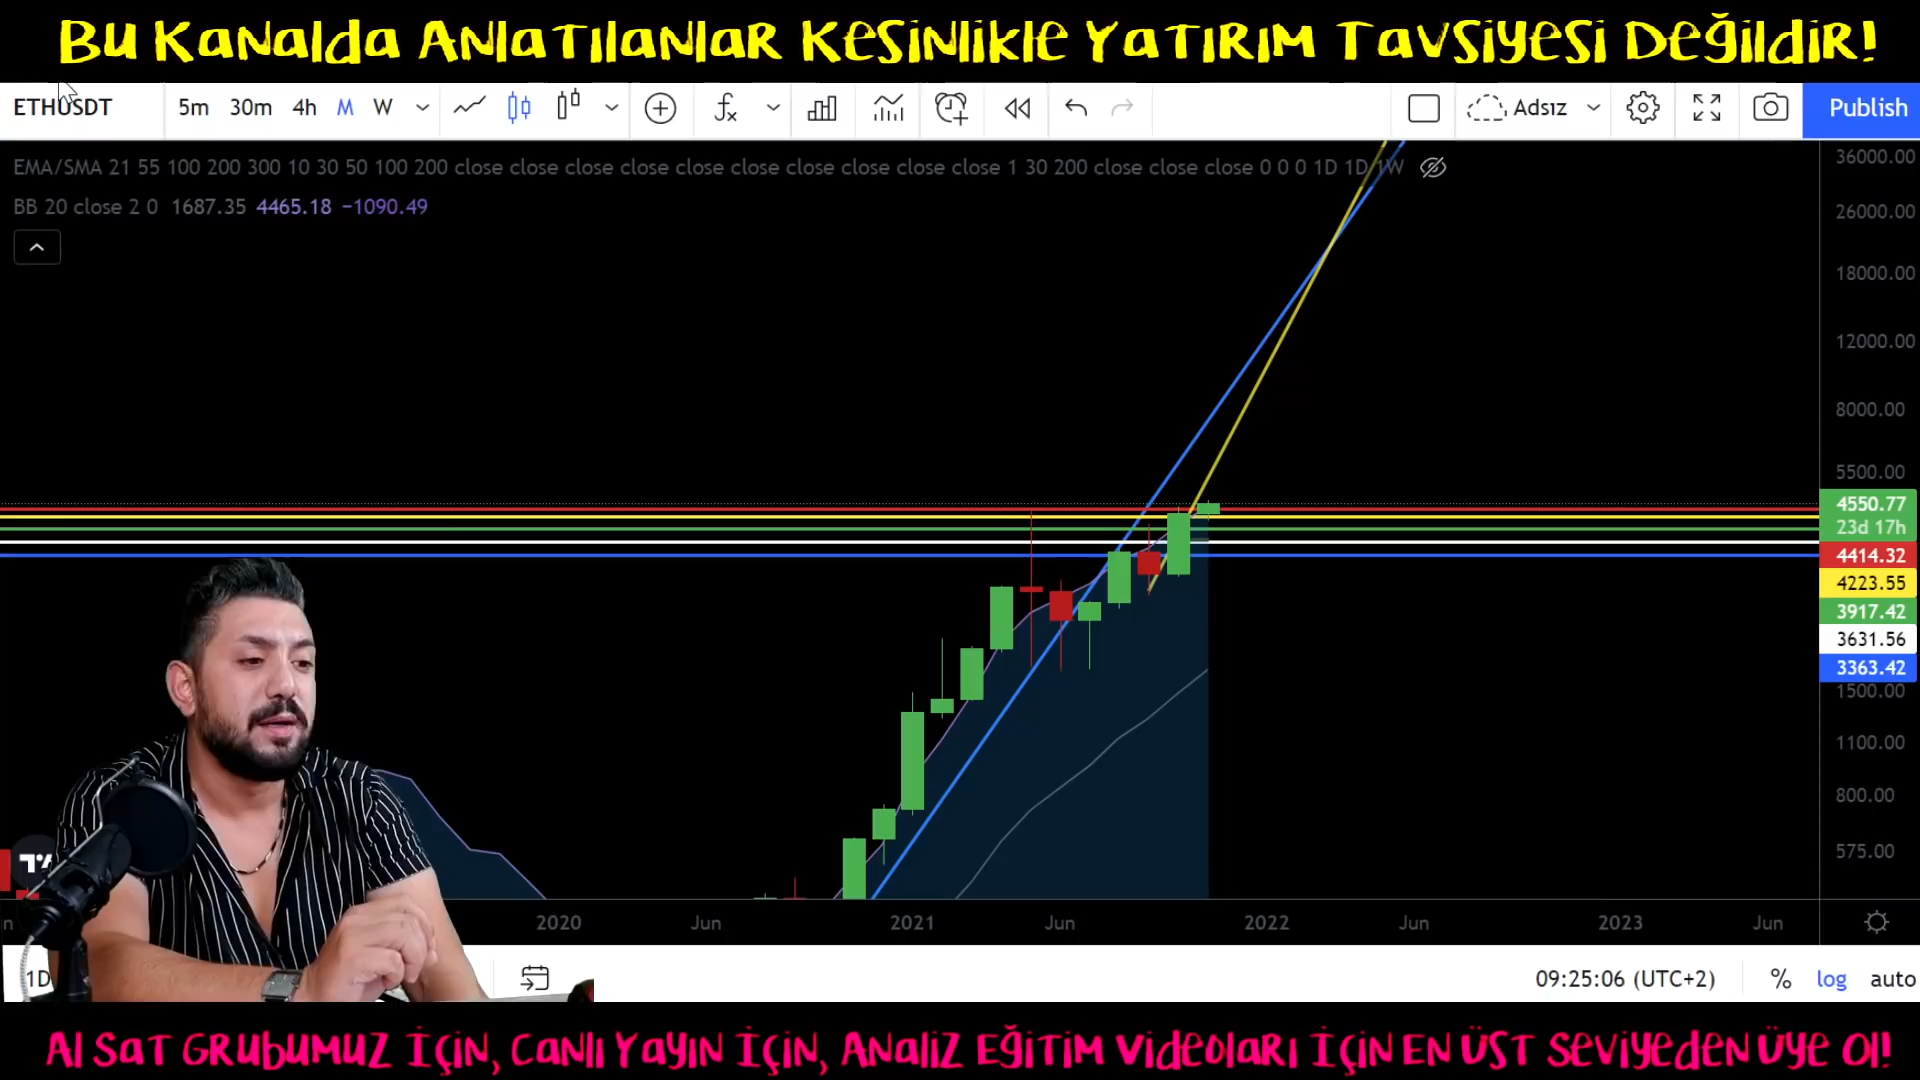 Bu Kanalda Anlatılanlar Kesinlikle Yatırım Tavsiyesi Değildir!
ETHUSDT 5m 30m 4h M W Adsız Publish
EMA/SMA 21 55 100 200 300 10 30 50 100 200 close close close close close close close close close close 1 30 200 close close close 0 0 0 1D 1D 1W
BB 20 close 2 0 1687.35 4465.18 −1090.49
36000.00
26000.00
18000.00
12000.00
8000.00
5500.00
4550.77
23d 17h
4414.32
4223.55
3917.42
3631.56
3363.42
1500.00
1100.00
800.00
575.00
2020 Jun 2021 Jun 2022 Jun 2023 Jun
1D 09:25:06 (UTC+2) % log auto
Al Sat Grubumuz İçin, Canlı Yayın İçin, Analiz Eğitim Videoları İçin En Üst Seviyeden Üye Ol!